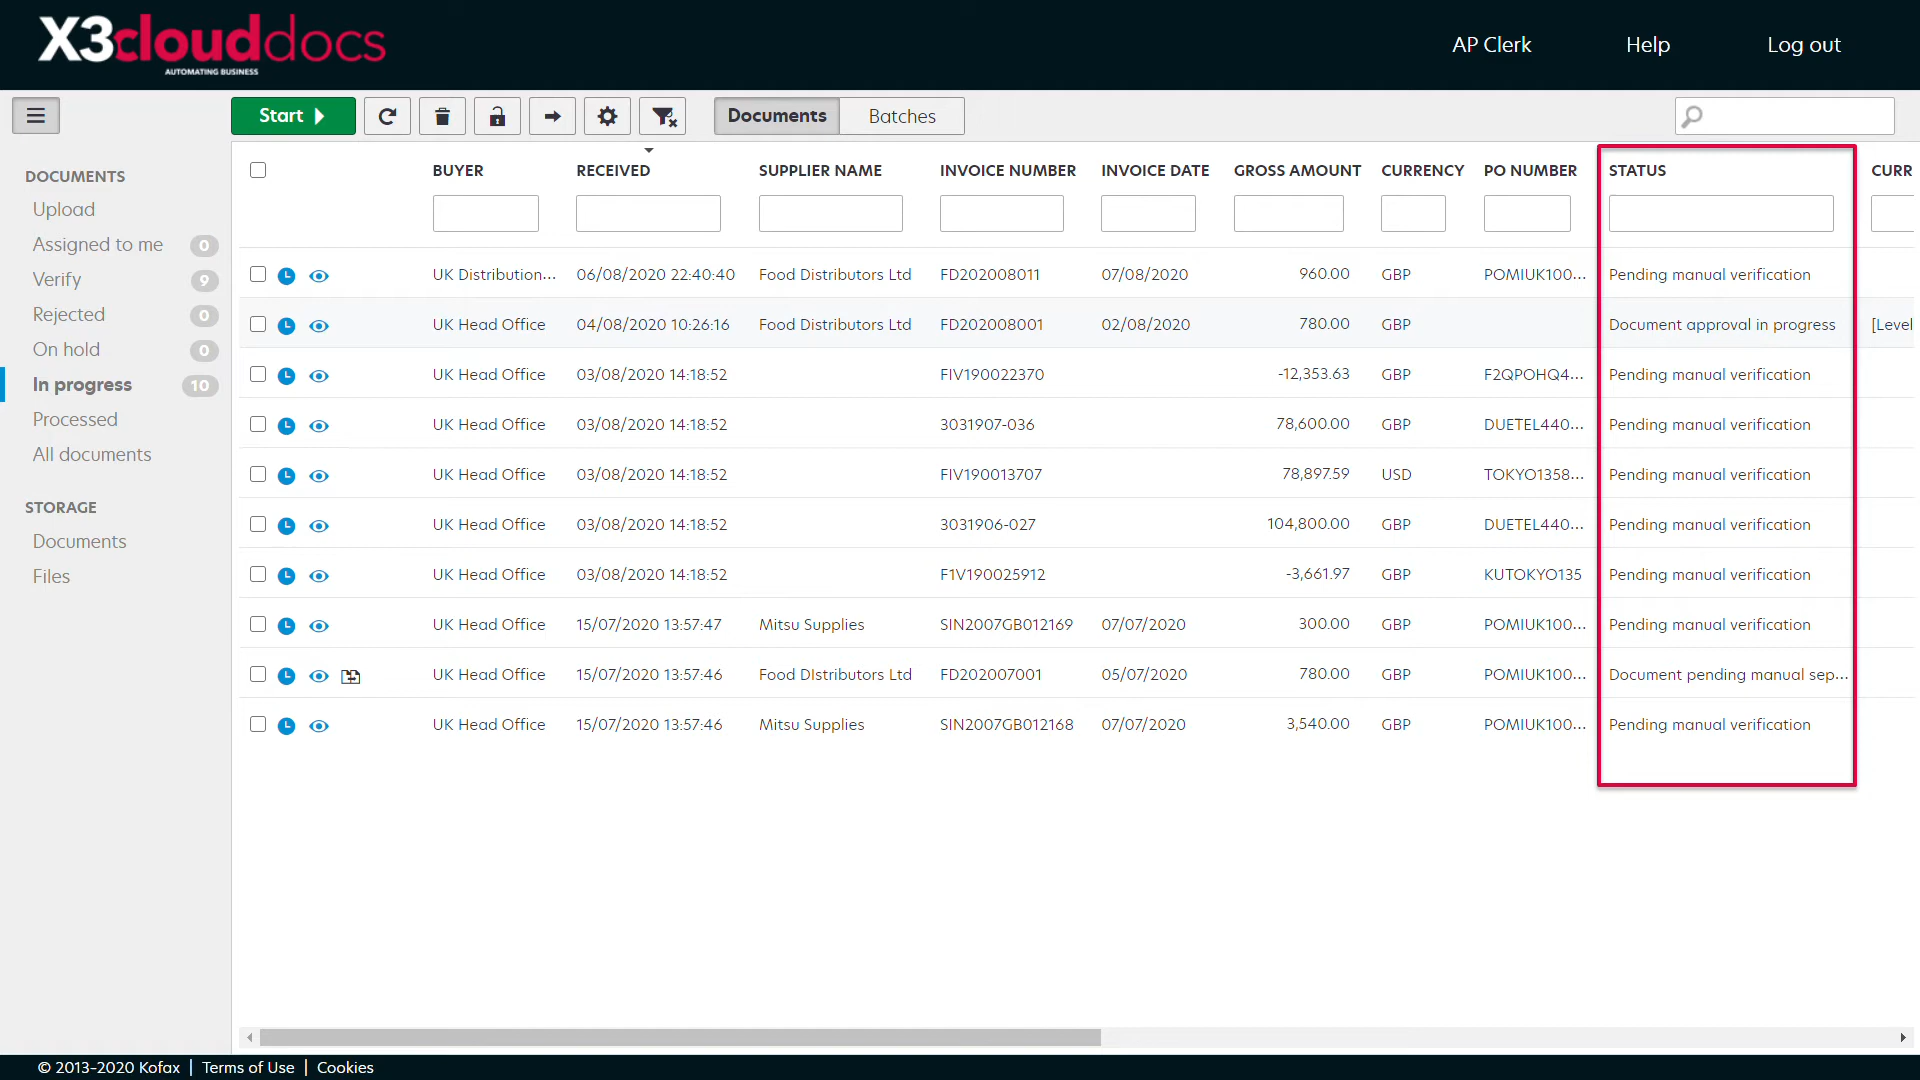 X3clouddocs
AUTOMATING BUSINESS
AP Clerk Help Log out
Start Documents Batches
DOCUMENTS
Upload
Assigned to me 0
Verify 9
Rejected 0
On hold 0
In progress 10
Processed
All documents
STORAGE
Documents
Files
BUYER RECEIVED SUPPLIER NAME INVOICE NUMBER INVOICE DATE GROSS AMOUNT CURRENCY PO NUMBER STATUS CURR
UK Distribution... 06/08/2020 22:40:40 Food Distributors Ltd FD202008011 07/08/2020 960.00 GBP POMIUK100... Pending manual verification
UK Head Office 04/08/2020 10:26:16 Food Distributors Ltd FD202008001 02/08/2020 780.00 GBP Document approval in progress [Level
UK Head Office 03/08/2020 14:18:52 FIV190022370 -12,353.63 GBP F2QPOHQ4... Pending manual verification
UK Head Office 03/08/2020 14:18:52 3031907-036 78,600.00 GBP DUETEL440... Pending manual verification
UK Head Office 03/08/2020 14:18:52 FIV190013707 78,897.59 USD TOKYO1358... Pending manual verification
UK Head Office 03/08/2020 14:18:52 3031906-027 104,800.00 GBP DUETEL440... Pending manual verification
UK Head Office 03/08/2020 14:18:52 F1V190025912 -3,661.97 GBP KUTOKYO135 Pending manual verification
UK Head Office 15/07/2020 13:57:47 Mitsu Supplies SIN2007GB012169 07/07/2020 300.00 GBP POMIUK100... Pending manual verification
UK Head Office 15/07/2020 13:57:46 Food DIstributors Ltd FD202007001 05/07/2020 780.00 GBP POMIUK100... Document pending manual sep...
UK Head Office 15/07/2020 13:57:46 Mitsu Supplies SIN2007GB012168 07/07/2020 3,540.00 GBP POMIUK100... Pending manual verification
© 2013-2020 Kofax | Terms of Use | Cookies